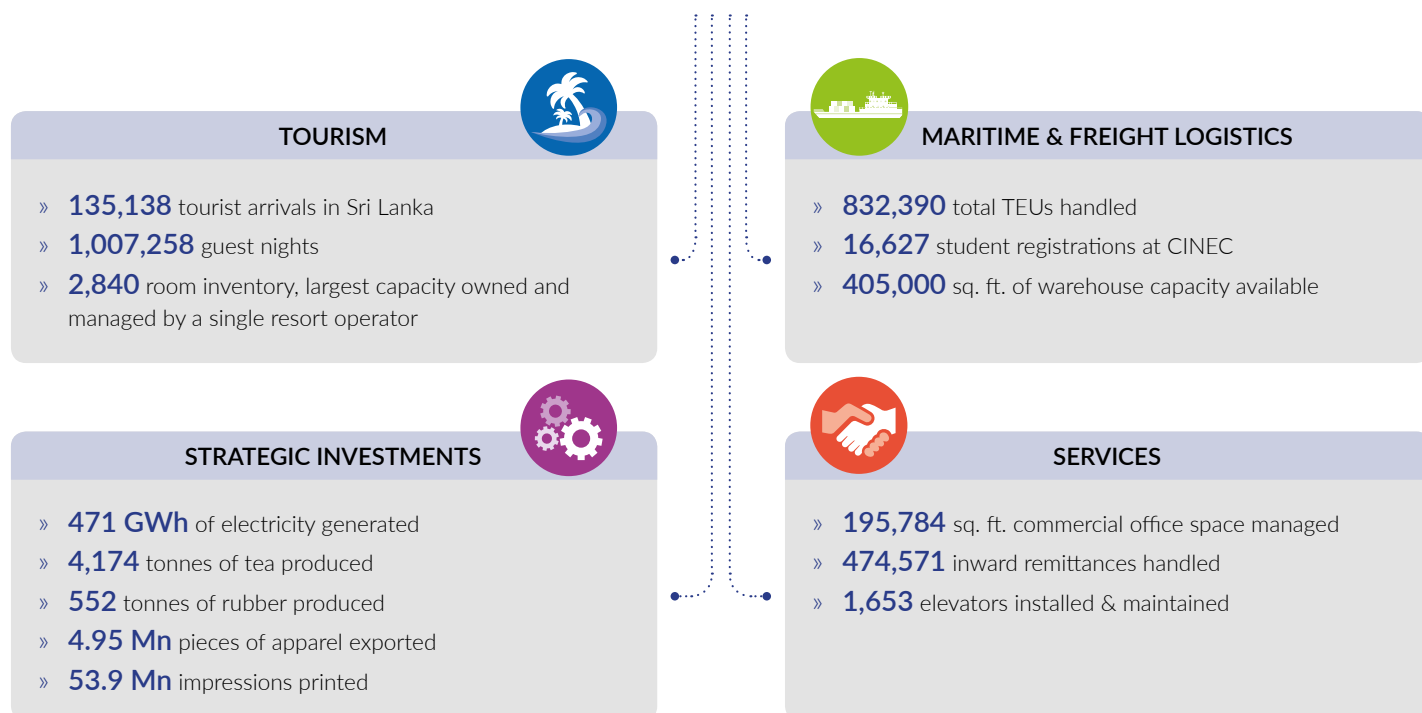 TOURISM
» 135,138 tourist arrivals in Sri Lanka
» 1,007,258 guest nights
» 2,840 room inventory, largest capacity owned and
managed by a single resort operator
MARITIME & FREIGHT LOGISTICS
» 832,390 total TEUs handled
» 16,627 student registrations at CINEC
» 405,000 sq. ft. of warehouse capacity available
STRATEGIC INVESTMENTS
» 471 GWh of electricity generated
» 4,174 tonnes of tea produced
» 552 tonnes of rubber produced
» 4.95 Mn pieces of apparel exported
» 53.9 Mn impressions printed
SERVICES
» 195,784 sq. ft. commercial office space managed
» 474,571 inward remittances handled
» 1,653 elevators installed & maintained